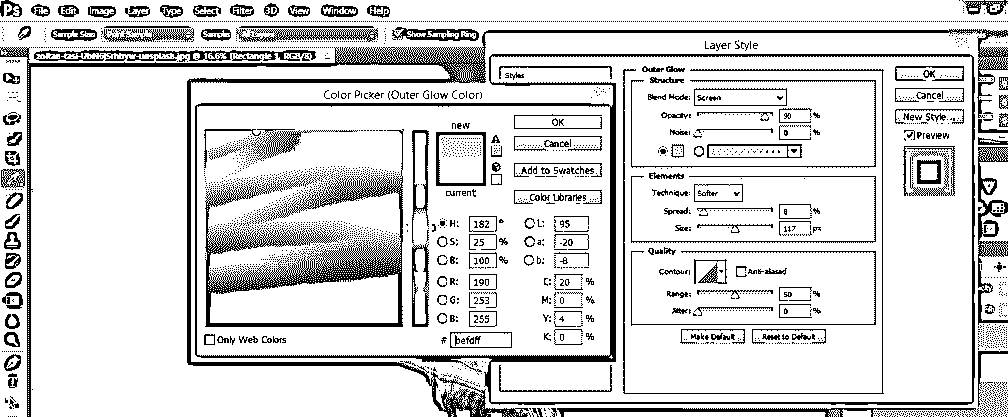 Ps File Edit Image Layer Type Select Filter 3D View Window Help
Sample Size: Sample: Show Sampling Ring
Layer Style
Styles
Outer Glow
Structure
Blend Mode: Screen
Opacity: 90 %
Noise: 0 %
Elements
Technique: Softer
Spread: 8 %
Size: 117 px
Quality
Contour: Anti-aliased
Range: 50 %
Jitter: 0 %
Make Default Reset to Default
OK
Cancel
New Style...
Preview
Color Picker (Outer Glow Color)
new
current
OK
Cancel
Add to Swatches
Color Libraries
H: 182 ° L: 95
S: 25 % a: -20
B: 100 % b: -8
R: 190 C: 20 %
G: 253 M: 0 %
B: 255 Y: 4 %
# befdff K: 0 %
Only Web Colors